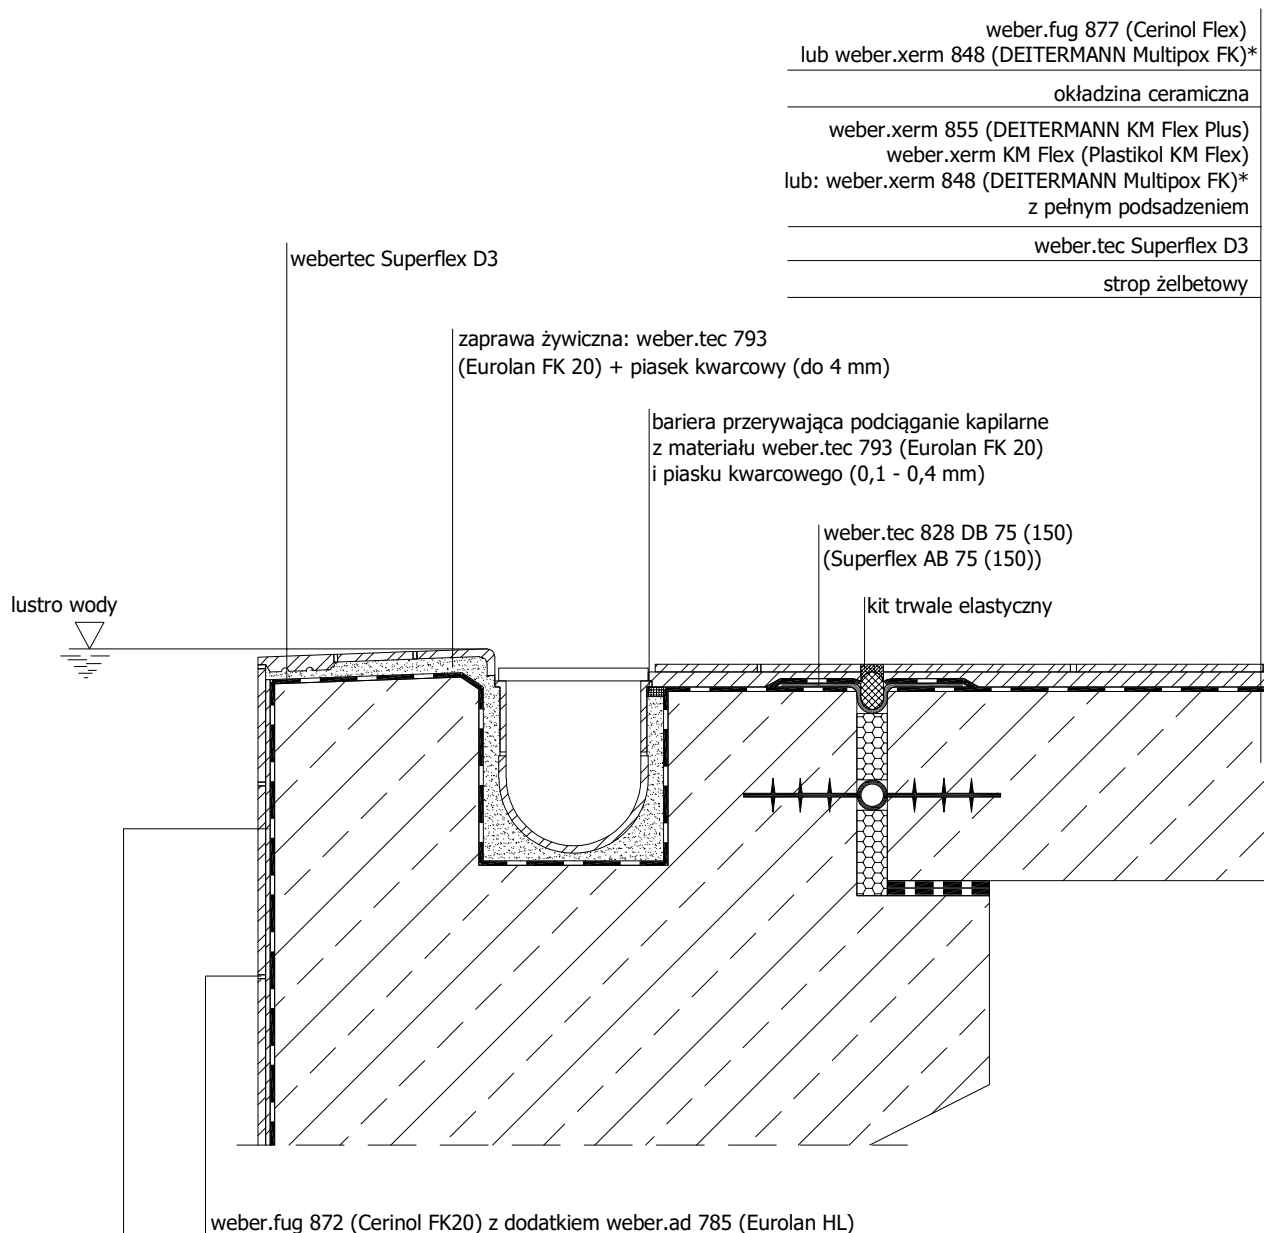 weber.fug 877 (Cerinol Flex)
lub weber.xerm 848 (DEITERMANN Multipox FK)*
okładzina ceramiczna
weber.xerm 855 (DEITERMANN KM Flex Plus)
weber.xerm KM Flex (Plastikol KM Flex)
lub: weber.xerm 848 (DEITERMANN Multipox FK)*
z pełnym podsadzeniem
weber.tec Superflex D3
strop żelbetowy
webertec Superflex D3
zaprawa żywiczna: weber.tec 793
(Eurolan FK 20) + piasek kwarcowy (do 4 mm)
bariera przerywająca podciąganie kapilarne
z materiału weber.tec 793 (Eurolan FK 20)
i piasku kwarcowego (0,1 - 0,4 mm)
weber.tec 828 DB 75 (150)
(Superflex AB 75 (150))
kit trwale elastyczny
lustro wody
weber.fug 872 (Cerinol FK20) z dodatkiem weber.ad 785 (Eurolan HL)